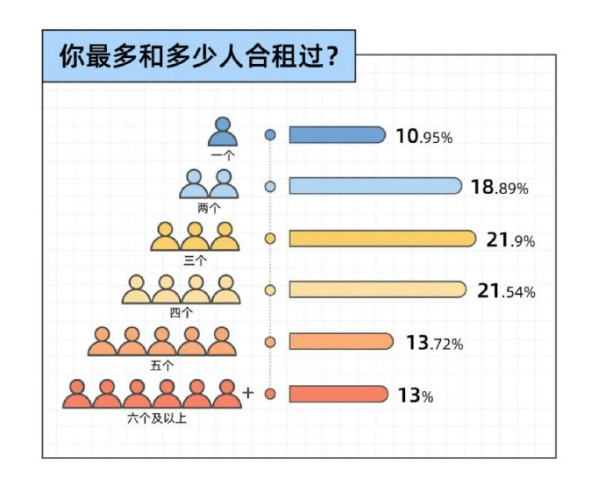 你最多和多少人合租过？
一个
10.95%
两个
18.89%
三个
21.9%
四个
21.54%
五个
13.72%
+
13%
六个及以上